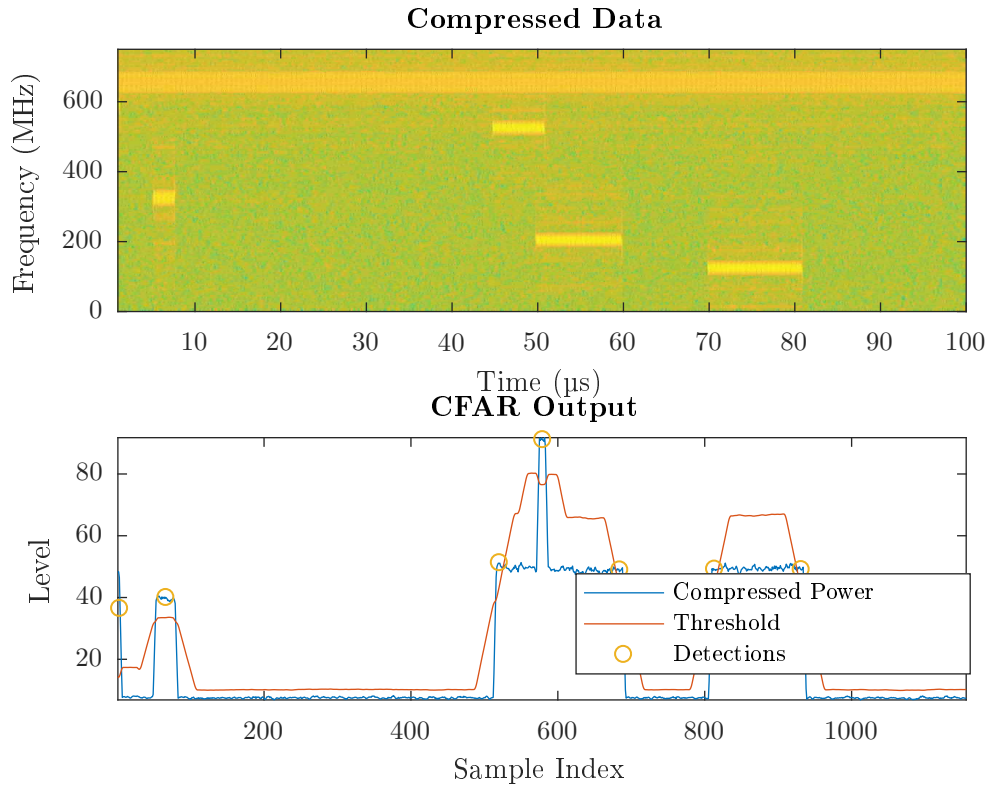 Compressed Data
Frequency (MHz)
600
400
200
0
10 20 30 40 50 60 70 80 90 100
Time (µs)
CFAR Output
Level
80
60
40
20
Compressed Power
Threshold
Detections
200 400 600 800 1000
Sample Index